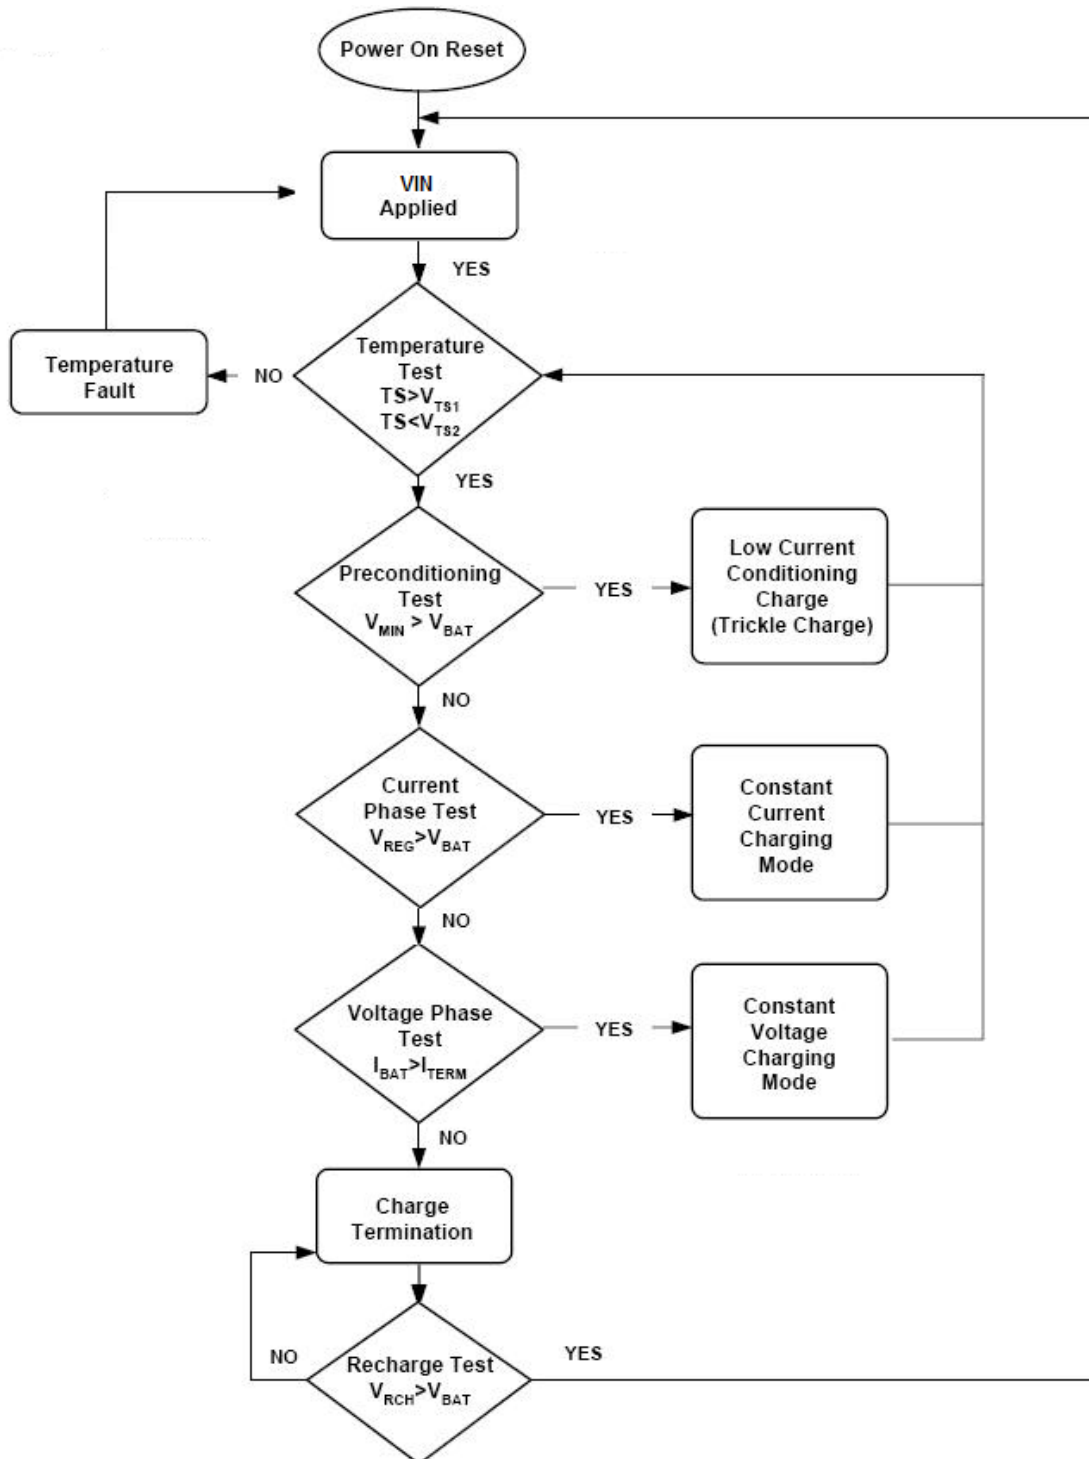 Power On Reset
VIN
Applied
YES
Temperature
Test
TS>VTS1
TS<VTS2
NO
Temperature
Fault
YES
Preconditioning
Test
VMIN > VBAT
YES
Low Current
Conditioning
Charge
(Trickle Charge)
NO
Current
Phase Test
VREG>VBAT
YES
Constant
Current
Charging
Mode
NO
Voltage Phase
Test
IBAT>ITERM
YES
Constant
Voltage
Charging
Mode
NO
Charge
Termination
Recharge Test
VRCH>VBAT
NO
YES